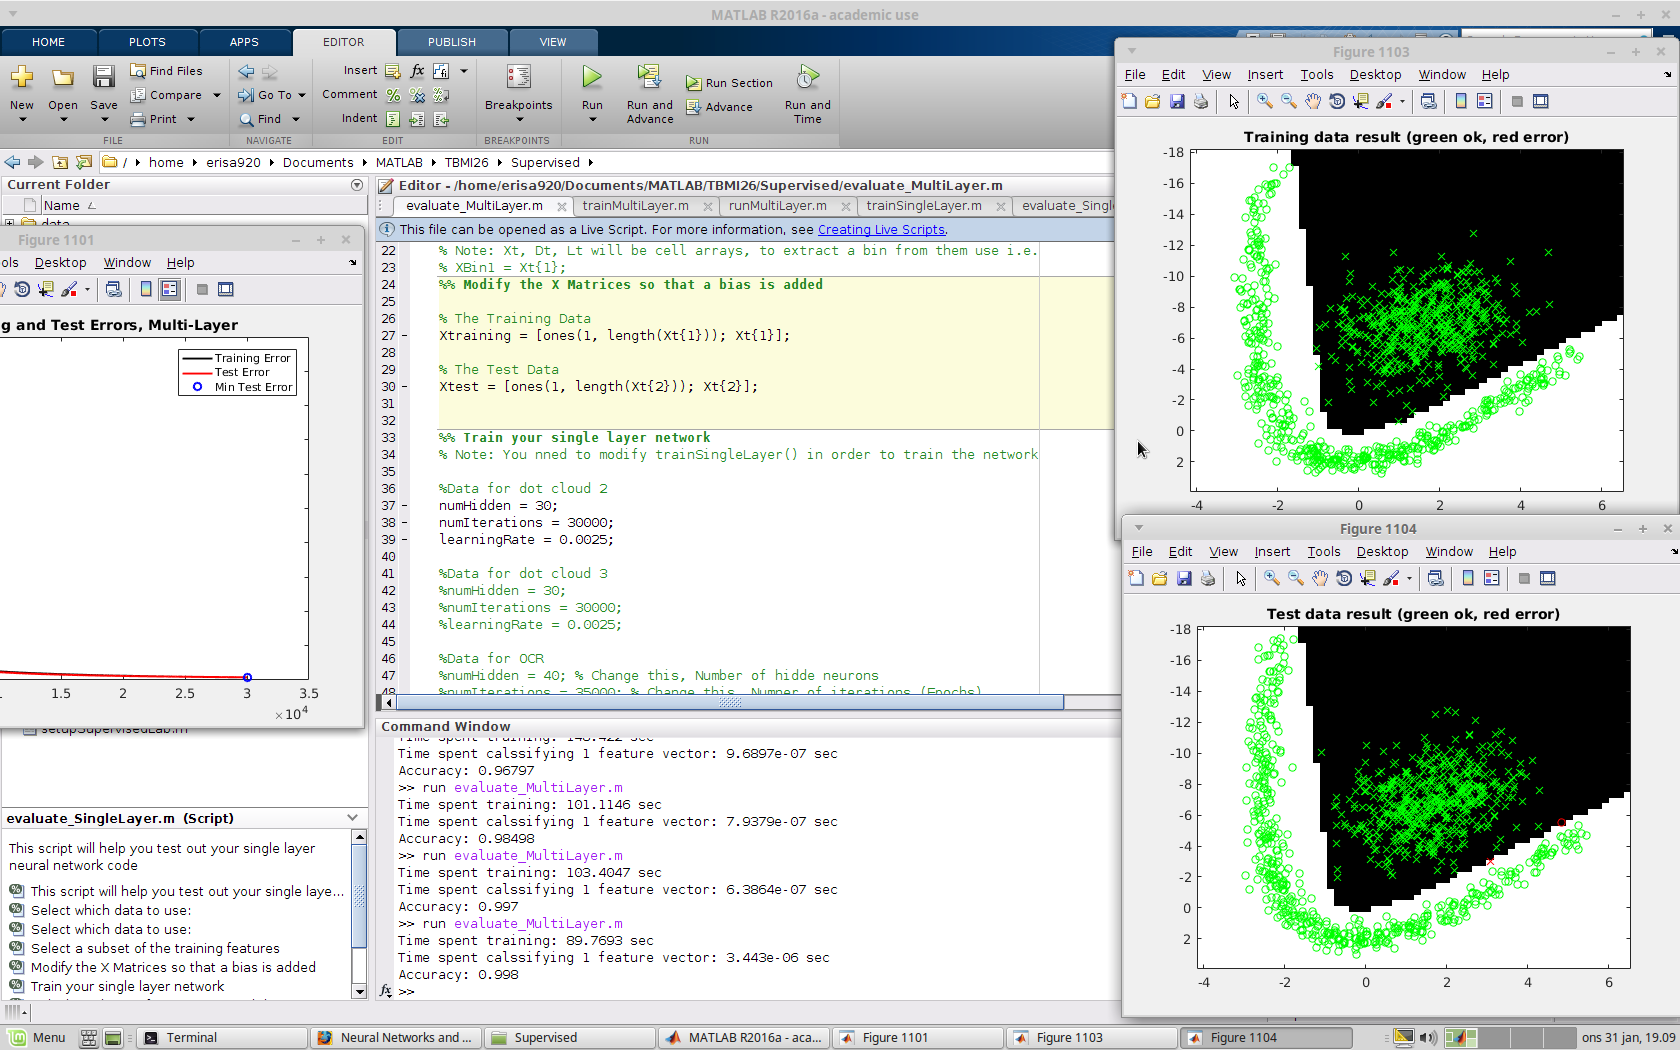 MATLAB R2016a - academic use
HOME PLOTS APPS EDITOR PUBLISH VIEW
New Open Save Find Files Compare Print
FILE
Go To Find
NAVIGATE
Insert fx
Comment
Indent
EDIT
Breakpoints
BREAKPOINTS
Run Run and Advance Run Section Advance Run and Time
RUN
/ home erisa920 Documents MATLAB TBMI26 Supervised
Current Folder
Name
data
Editor - /home/erisa920/Documents/MATLAB/TBMI26/Supervised/evaluate_MultiLayer.m
evaluate_MultiLayer.m trainMultiLayer.m runMultiLayer.m trainSingleLayer.m evaluate_Singl
This file can be opened as a Live Script. For more information, see Creating Live Scripts.
22 % Note: Xt, Dt, Lt will be cell arrays, to extract a bin from them use i.e.
23 % XBin1 = Xt{1};
24 %% Modify the X Matrices so that a bias is added
25
26 % The Training Data
27 - Xtraining = [ones(1, length(Xt{1})); Xt{1}];
28
29 % The Test Data
30 - Xtest = [ones(1, length(Xt{2})); Xt{2}];
31
32
33 %% Train your single layer network
34 % Note: You nned to modify trainSingleLayer() in order to train the network
35
36 %Data for dot cloud 2
37 - numHidden = 30;
38 - numIterations = 30000;
39 - learningRate = 0.0025;
40
41 %Data for dot cloud 3
42 %numHidden = 30;
43 %numIterations = 30000;
44 %learningRate = 0.0025;
45
46 %Data for OCR
47 %numHidden = 40; % Change this, Number of hidde neurons
48 %numIterations = 35000; % Change this, Numner of iterations (Epochs)
Figure 1101
ols Desktop Window Help
g and Test Errors, Multi-Layer
Training Error
Test Error
Min Test Error
1.5 2 2.5 3 3.5
×10^4
setupSupervisedLab.m
evaluate_SingleLayer.m (Script)
This script will help you test out your single layer
neural network code
This script will help you test out your single laye...
Select which data to use:
Select which data to use:
Select a subset of the training features
Modify the X Matrices so that a bias is added
Train your single layer network
Command Window
Time spent training: 148.422 sec
Time spent calssifying 1 feature vector: 9.6897e-07 sec
Accuracy: 0.96797
>> run evaluate_MultiLayer.m
Time spent training: 101.1146 sec
Time spent calssifying 1 feature vector: 7.9379e-07 sec
Accuracy: 0.98498
>> run evaluate_MultiLayer.m
Time spent training: 103.4047 sec
Time spent calssifying 1 feature vector: 6.3864e-07 sec
Accuracy: 0.997
>> run evaluate_MultiLayer.m
Time spent training: 89.7693 sec
Time spent calssifying 1 feature vector: 3.443e-06 sec
Accuracy: 0.998
fx >>
Figure 1103
File Edit View Insert Tools Desktop Window Help
Training data result (green ok, red error)
-18
-16
-14
-12
-10
-8
-6
-4
-2
0
2
-4 -2 0 2 4 6
Figure 1104
File Edit View Insert Tools Desktop Window Help
Test data result (green ok, red error)
-18
-16
-14
-12
-10
-8
-6
-4
-2
0
2
-4 -2 0 2 4 6
Menu Terminal Neural Networks and ... Supervised MATLAB R2016a - aca... Figure 1101 Figure 1103 Figure 1104 ons 31 jan, 19.09